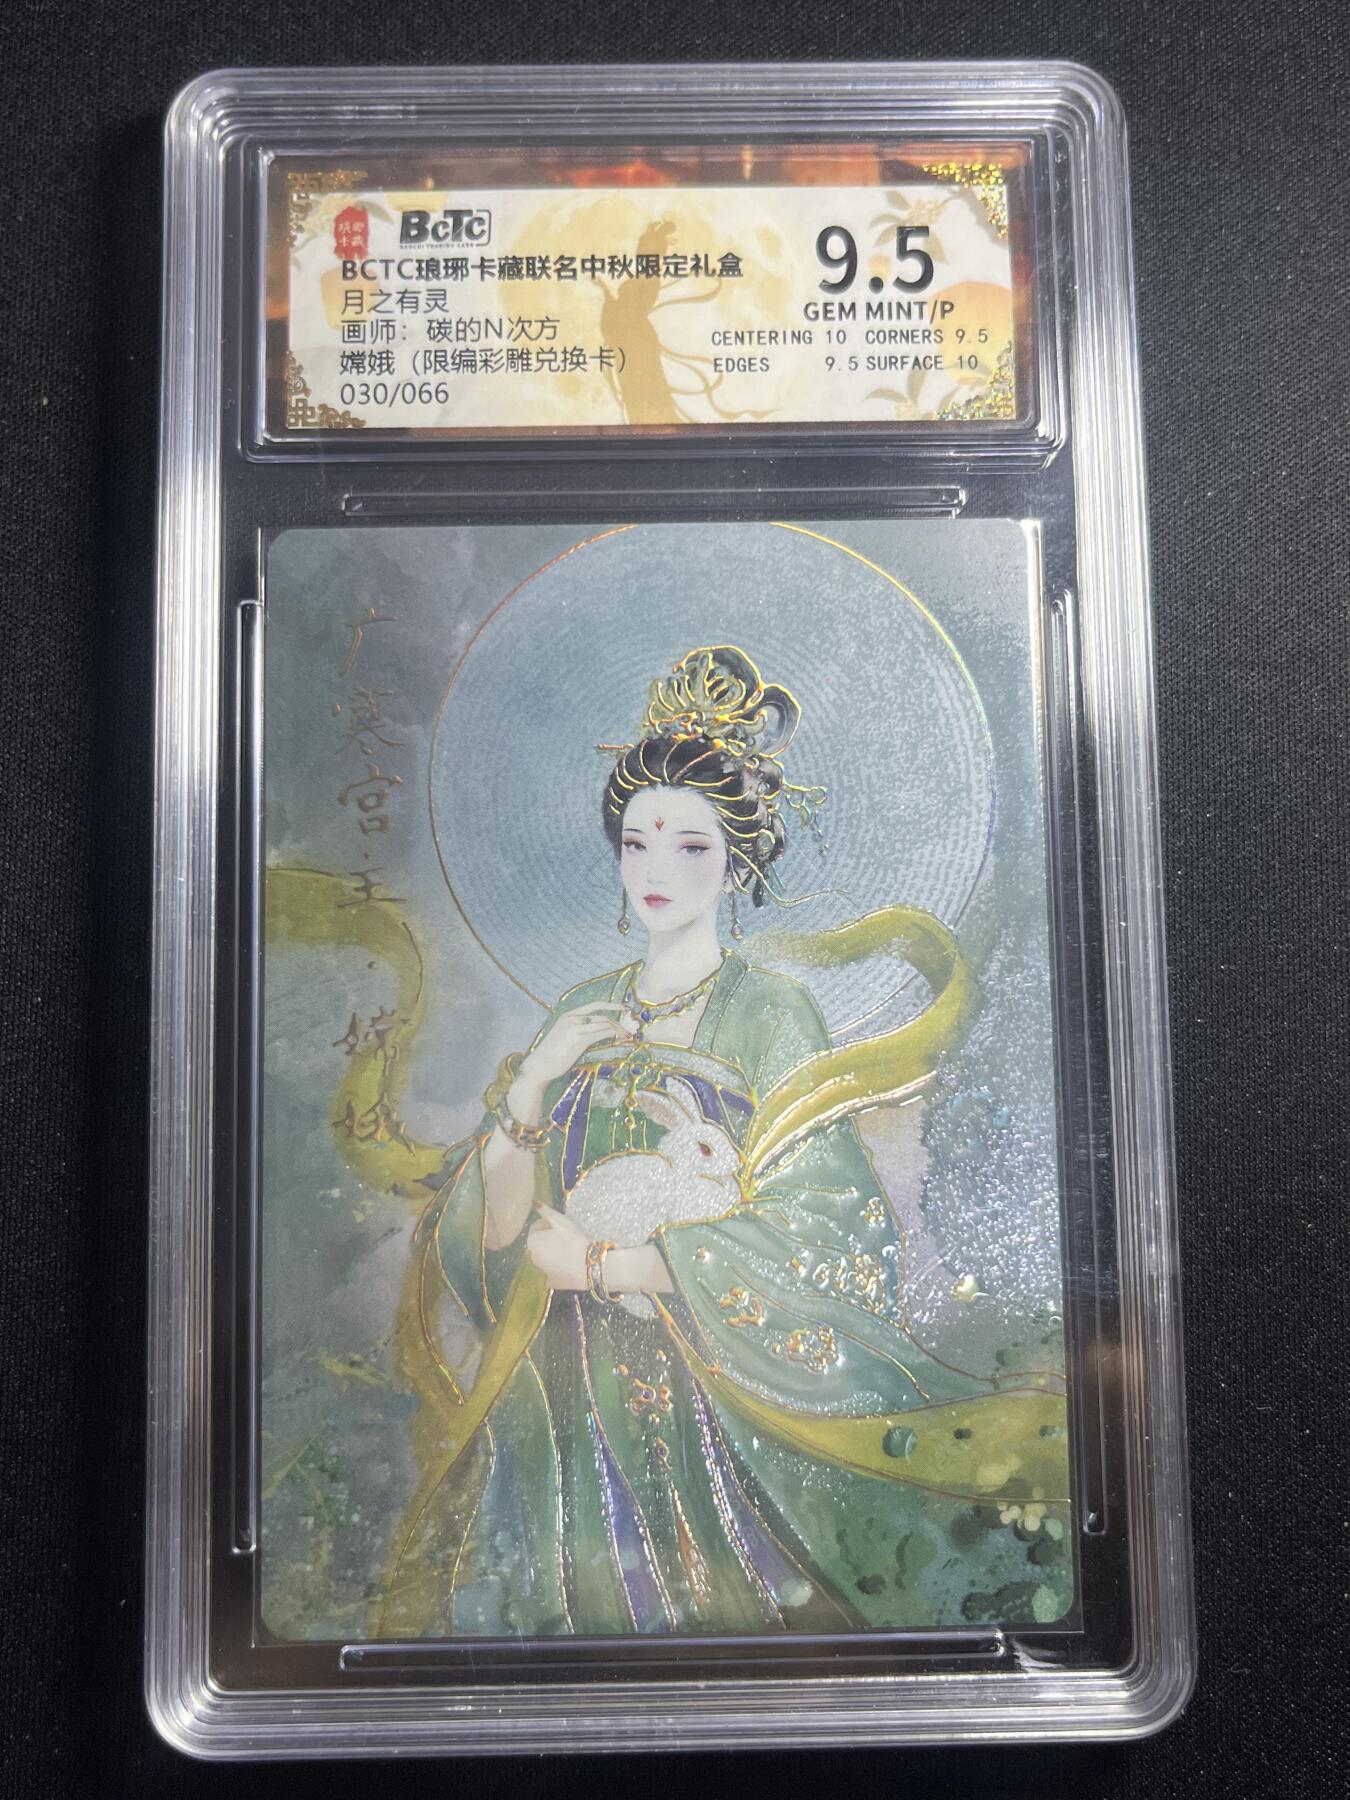 BCTC
BCTC琅琊卡藏联名中秋限定礼盒
月之有灵
画师：碳的N次方
嫦娥（限编彩雕兑换卡）
030/066
9.5
GEM MINT/P
CENTERING 10 CORNERS 9.5
EDGES 9.5 SURFACE 10
广寒宫主·嫦娥